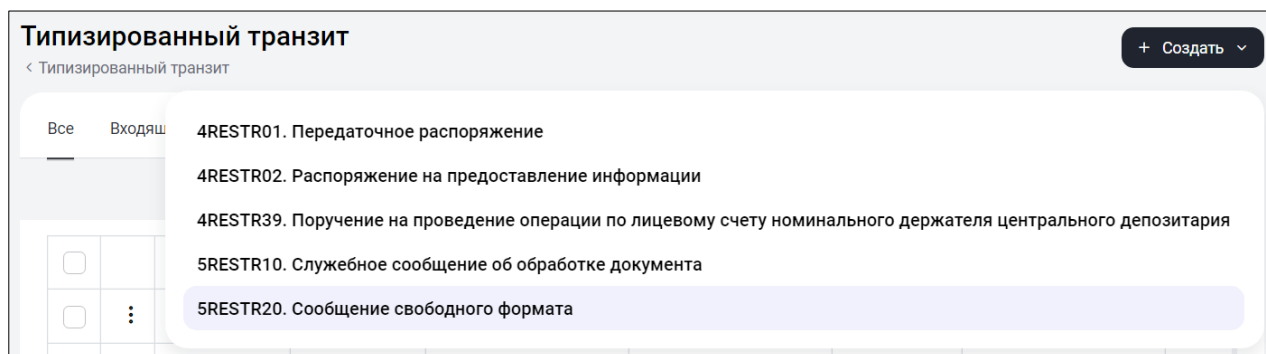 Типизированный транзит
+ Создать
< Типизированный транзит
Все Входящ
4RESTR01. Передаточное распоряжение
4RESTR02. Распоряжение на предоставление информации
4RESTR39. Поручение на проведение операции по лицевому счету номинального держателя центрального депозитария
5RESTR10. Служебное сообщение об обработке документа
5RESTR20. Сообщение свободного формата